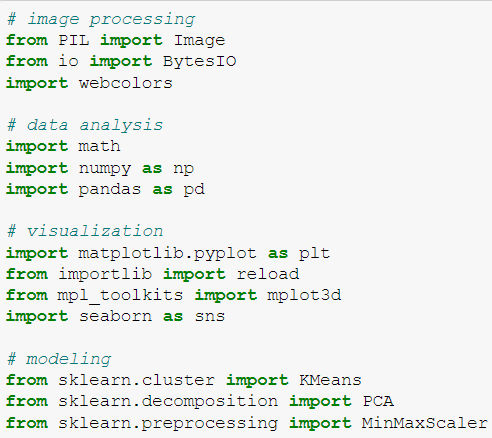 # image processing
from PIL import Image
from io import BytesIO
import webcolors
# data analysis
import math
import numpy as np
import pandas as pd
# visualization
import matplotlib.pyplot as plt
from importlib import reload
from mpl_toolkits import mplot3d
import seaborn as sns
# modeling
from sklearn.cluster import KMeans
from sklearn.decomposition import PCA
from sklearn.preprocessing import MinMaxScaler